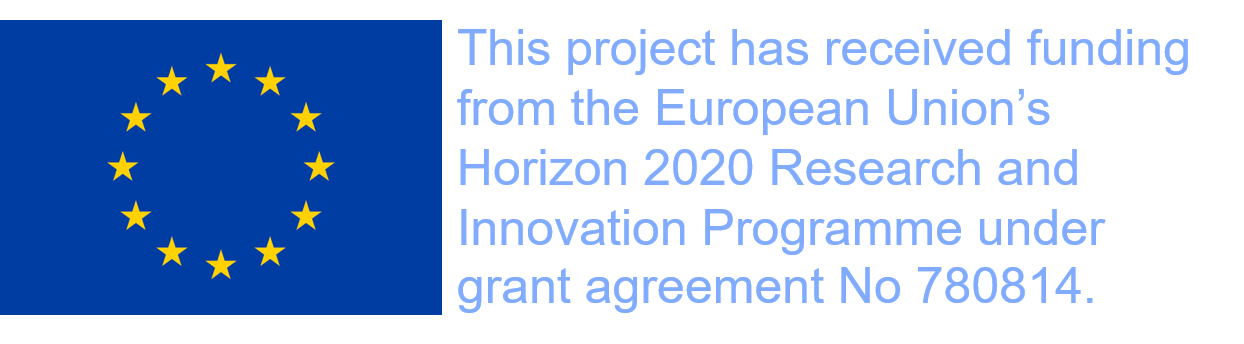 This project has received funding
from the European Union’s
Horizon 2020 Research and
Innovation Programme under
grant agreement No 780814.